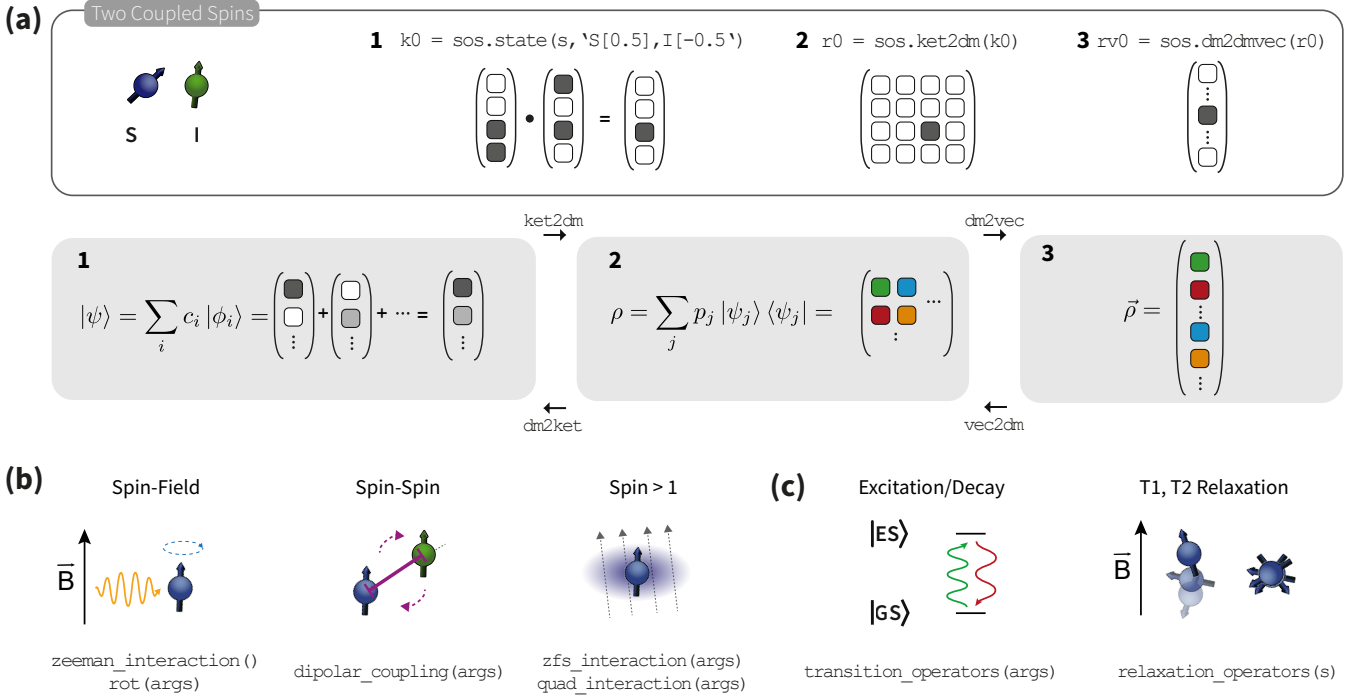 (a)
Two Coupled Spins
S I
1 k0 = sos.state(s,‘S[0.5],I[-0.5‘)
• =
2 r0 = sos.ket2dm(k0)
3 rv0 = sos.dm2dmvec(r0)
ket2dm →
dm2vec →
1
|ψ⟩ = ∑_i c_i |ϕ_i⟩ = + + ... =
2
ρ = ∑_j p_j |ψ_j⟩ ⟨ψ_j| =
3
ρ⃗ =
← dm2ket
← vec2dm
(b)
Spin-Field
B⃗
zeeman_interaction()
rot(args)
Spin-Spin
dipolar_coupling(args)
Spin > 1
zfs_interaction(args)
quad_interaction(args)
(c)
Excitation/Decay
|ES⟩
|GS⟩
transition_operators(args)
T1, T2 Relaxation
B⃗
relaxation_operators(s)